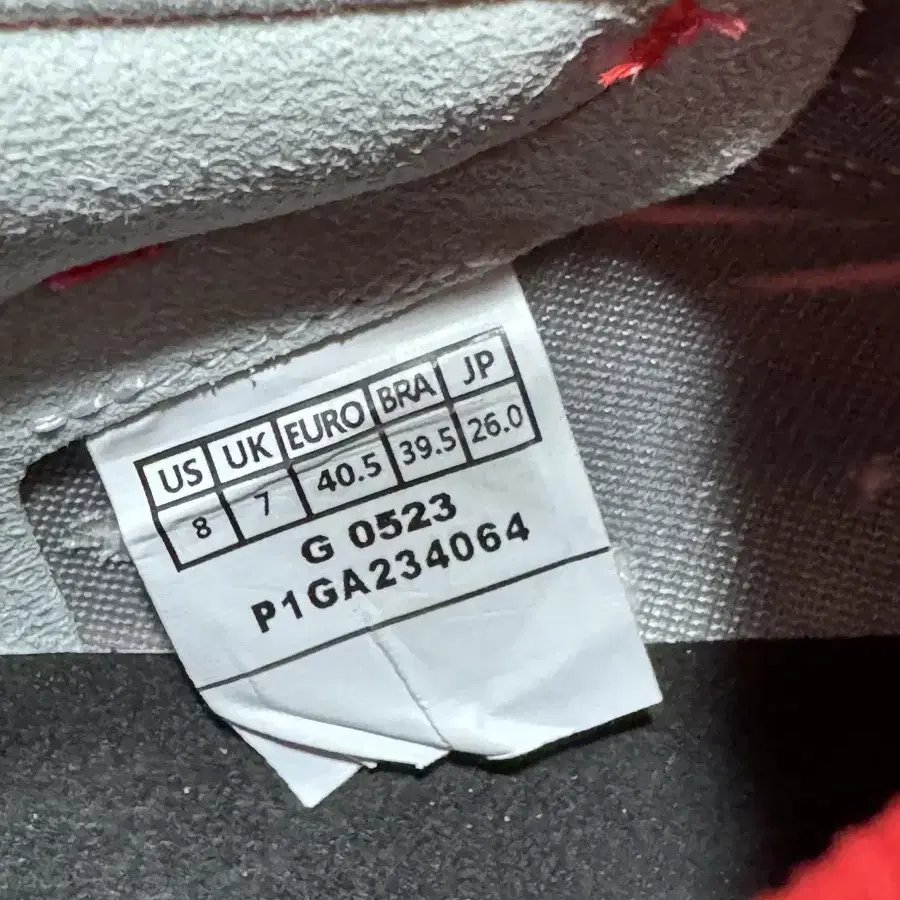 US UK EURO BRA JP
8 7 40.5 39.5 26.0
G 0523
P1GA234064